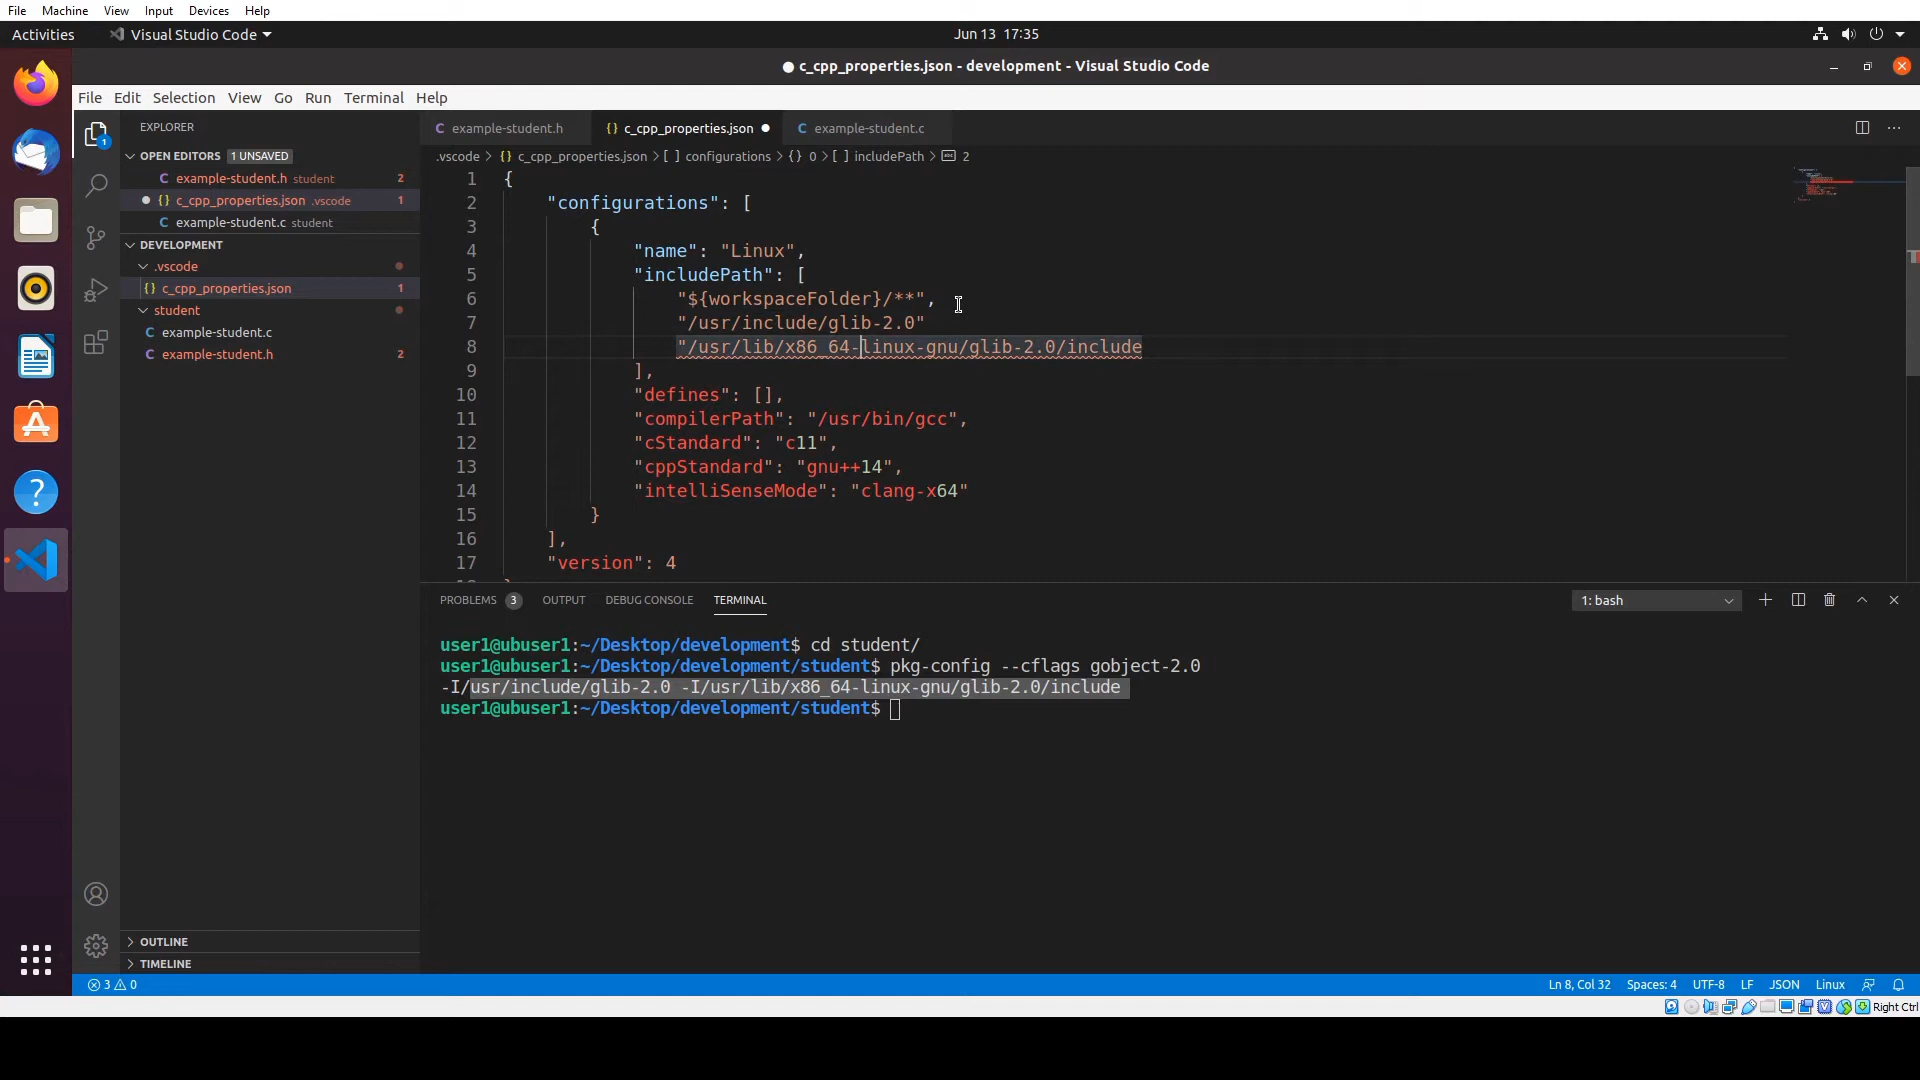 File Machine View Input Devices Help
Activities Visual Studio Code Jun 13 17:35
● c_cpp_properties.json - development - Visual Studio Code
File Edit Selection View Go Run Terminal Help
EXPLORER
OPEN EDITORS 1 UNSAVED
C example-student.h student 2
{} c_cpp_properties.json .vscode 1
C example-student.c student
DEVELOPMENT
.vscode
{} c_cpp_properties.json 1
student
C example-student.c
C example-student.h 2
OUTLINE
TIMELINE
C example-student.h {} c_cpp_properties.json ● C example-student.c
.vscode > {} c_cpp_properties.json > [ ] configurations > {} 0 > [ ] includePath > abc 2
1 {
2 "configurations": [
3 {
4 "name": "Linux",
5 "includePath": [
6 "${workspaceFolder}/**",
7 "/usr/include/glib-2.0"
8 "/usr/lib/x86_64-linux-gnu/glib-2.0/include
9 ],
10 "defines": [],
11 "compilerPath": "/usr/bin/gcc",
12 "cStandard": "c11",
13 "cppStandard": "gnu++14",
14 "intelliSenseMode": "clang-x64"
15 }
16 ],
17 "version": 4
PROBLEMS 3 OUTPUT DEBUG CONSOLE TERMINAL 1: bash
user1@ubuser1:~/Desktop/development$ cd student/
user1@ubuser1:~/Desktop/development/student$ pkg-config --cflags gobject-2.0
-I/usr/include/glib-2.0 -I/usr/lib/x86_64-linux-gnu/glib-2.0/include
user1@ubuser1:~/Desktop/development/student$
3 0 Ln 8, Col 32 Spaces: 4 UTF-8 LF JSON Linux
Right Ctrl